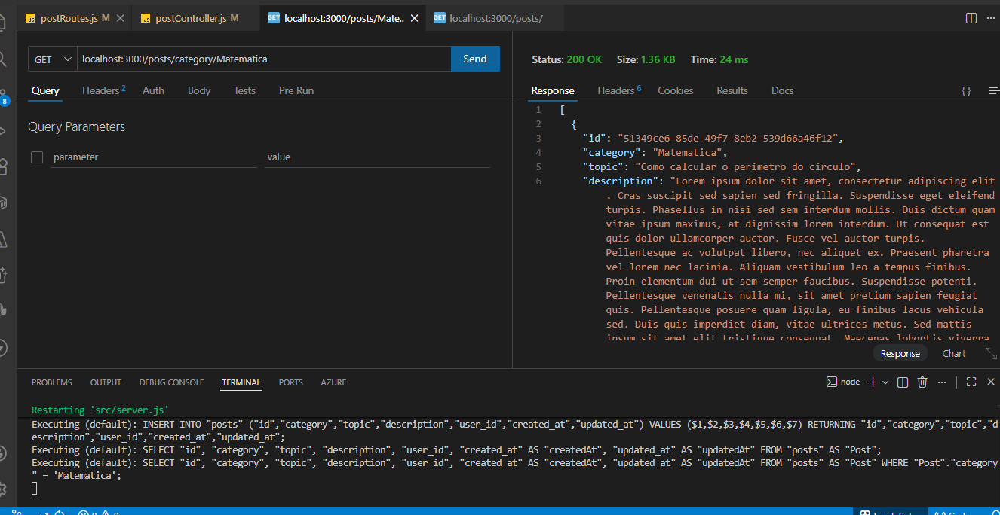 postRoutes.js M
postController.js M
GET localhost:3000/posts/Mate..
GET localhost:3000/posts/
GET
localhost:3000/posts/category/Matematica
Send
Status: 200 OK Size: 1.36 KB Time: 24 ms
Query
Headers 2
Auth
Body
Tests
Pre Run
Response
Headers 6
Cookies
Results
Docs
{ }
Query Parameters
parameter
value
8
1 [
2 {
3 "id": "51349ce6-85de-49f7-8eb2-539d66a46f12",
4 "category": "Matematica",
5 "topic": "Como calcular o perímetro do círculo",
6 "description": "Lorem ipsum dolor sit amet, consectetur adipiscing elit
. Cras suscipit sed sapien sed fringilla. Suspendisse eget eleifend
turpis. Phasellus in nisi sed sem interdum mollis. Duis dictum quam
vitae ipsum maximus, at dignissim lorem interdum. Ut consequat est
quis dolor ullamcorper auctor. Fusce vel auctor turpis.
Pellentesque ac volutpat libero, nec aliquet ex. Praesent pharetra
vel lorem nec lacinia. Aliquam vestibulum leo a tempus finibus.
Proin elementum dui ut sem semper faucibus. Suspendisse potenti.
Pellentesque venenatis nulla mi, sit amet pretium sapien feugiat
quis. Pellentesque posuere quam ligula, eu finibus lacus vehicula
sed. Duis quis imperdiet diam, vitae ultrices metus. Sed mattis
ipsum sit amet elit tristique consequat. Maecenas lobortis viverra
Response
Chart
PROBLEMS
OUTPUT
DEBUG CONSOLE
TERMINAL
PORTS
AZURE
node
Restarting 'src/server.js'
Executing (default): INSERT INTO "posts" ("id","category","topic","description","user_id","created_at","updated_at") VALUES ($1,$2,$3,$4,$5,$6,$7) RETURNING "id","category","topic","d
escription","user_id","created_at","updated_at";
Executing (default): SELECT "id", "category", "topic", "description", "user_id", "created_at" AS "createdAt", "updated_at" AS "updatedAt" FROM "posts" AS "Post";
Executing (default): SELECT "id", "category", "topic", "description", "user_id", "created_at" AS "createdAt", "updated_at" AS "updatedAt" FROM "posts" AS "Post" WHERE "Post"."category
" = 'Matematica';